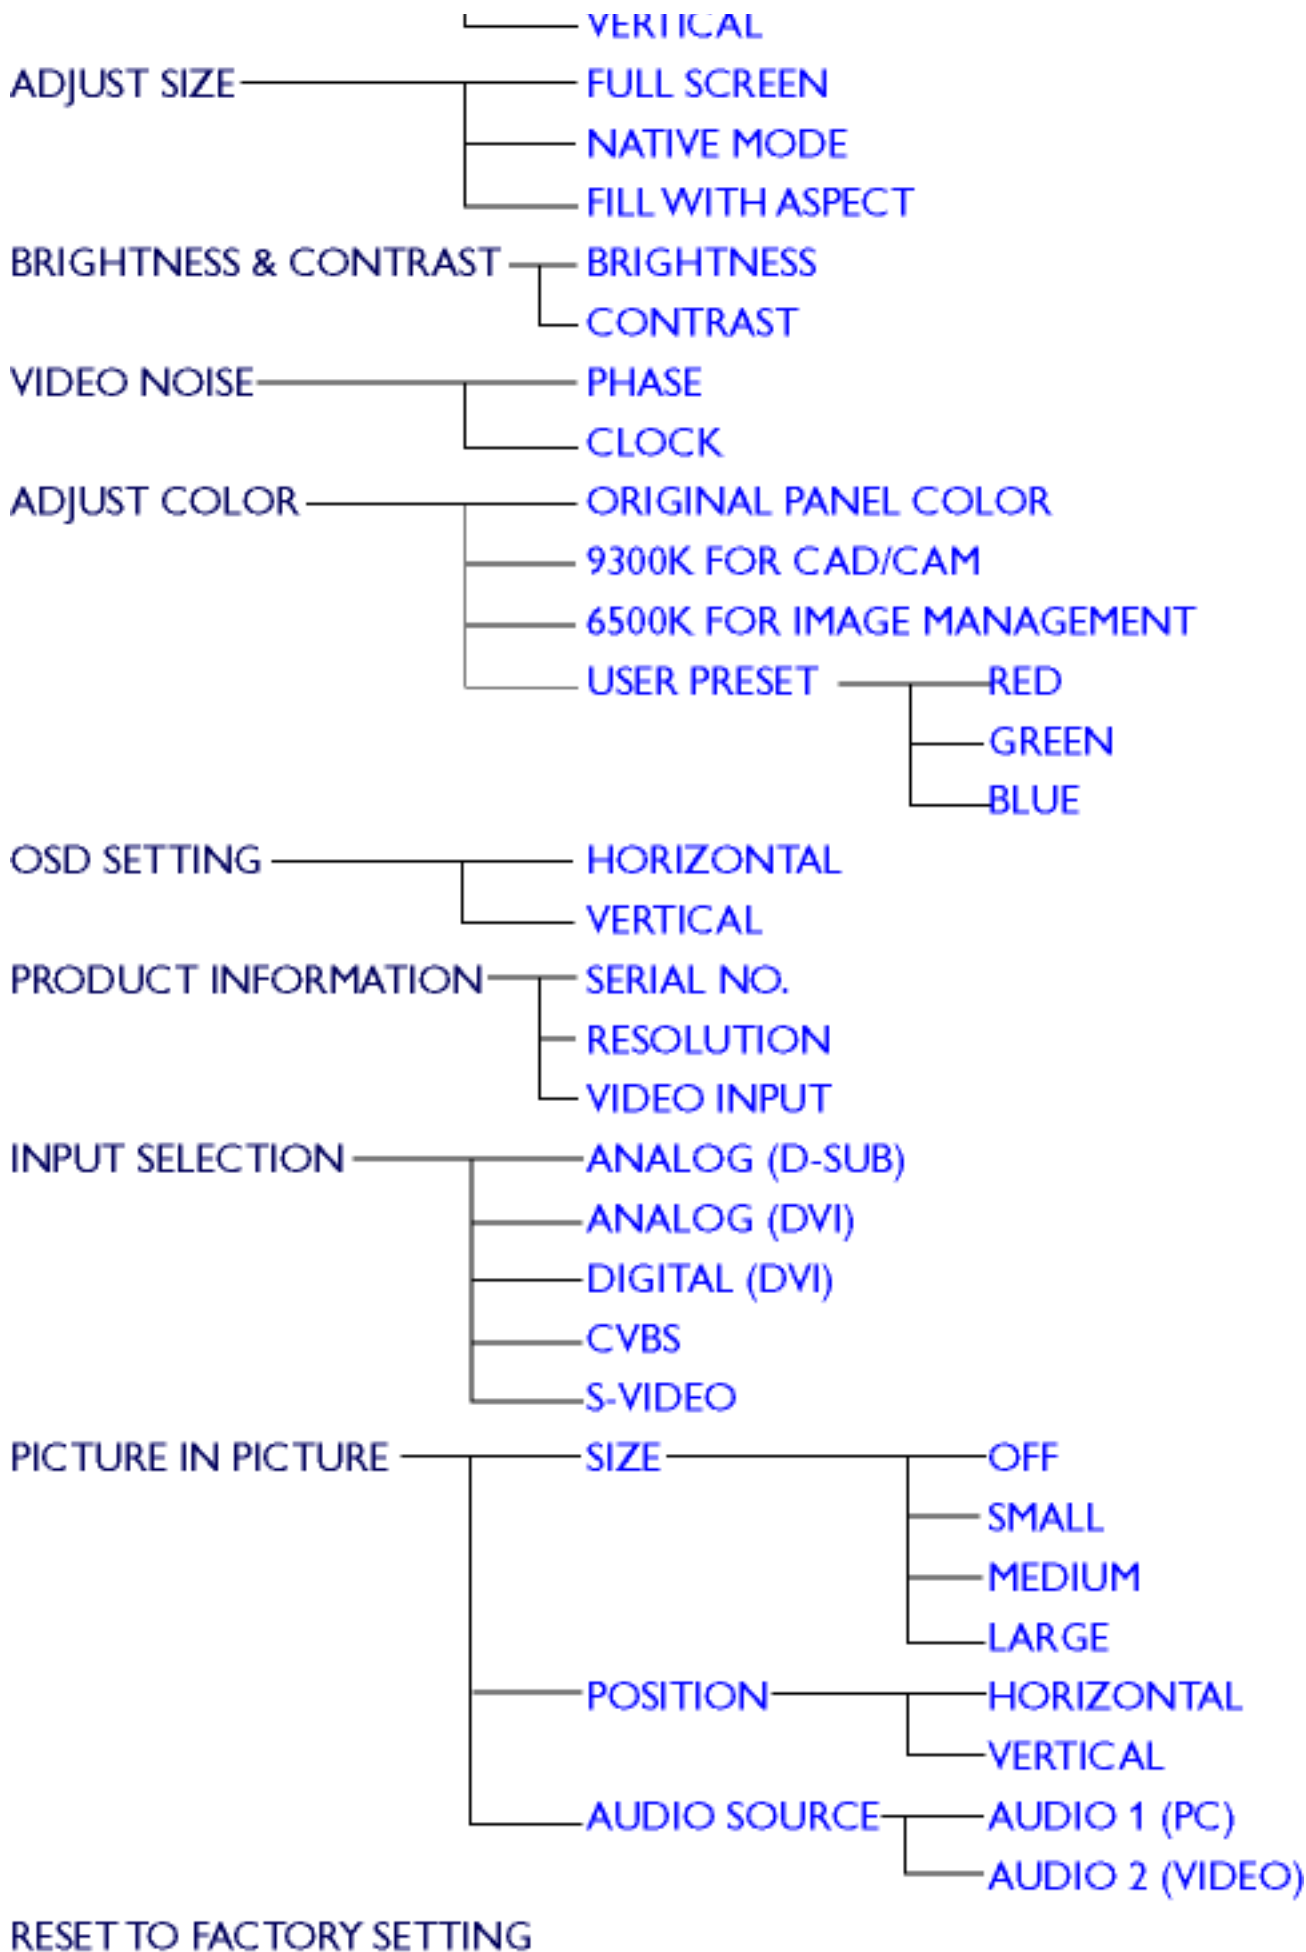 VERTICAL
ADJUST SIZE FULL SCREEN
NATIVE MODE
FILL WITH ASPECT
BRIGHTNESS & CONTRAST BRIGHTNESS
CONTRAST
VIDEO NOISE PHASE
CLOCK
ADJUST COLOR ORIGINAL PANEL COLOR
9300K FOR CAD/CAM
6500K FOR IMAGE MANAGEMENT
USER PRESET RED
GREEN
BLUE
OSD SETTING HORIZONTAL
VERTICAL
PRODUCT INFORMATION SERIAL NO.
RESOLUTION
VIDEO INPUT
INPUT SELECTION ANALOG (D-SUB)
ANALOG (DVI)
DIGITAL (DVI)
CVBS
S-VIDEO
PICTURE IN PICTURE SIZE OFF
SMALL
MEDIUM
LARGE
POSITION HORIZONTAL
VERTICAL
AUDIO SOURCE AUDIO 1 (PC)
AUDIO 2 (VIDEO)
RESET TO FACTORY SETTING